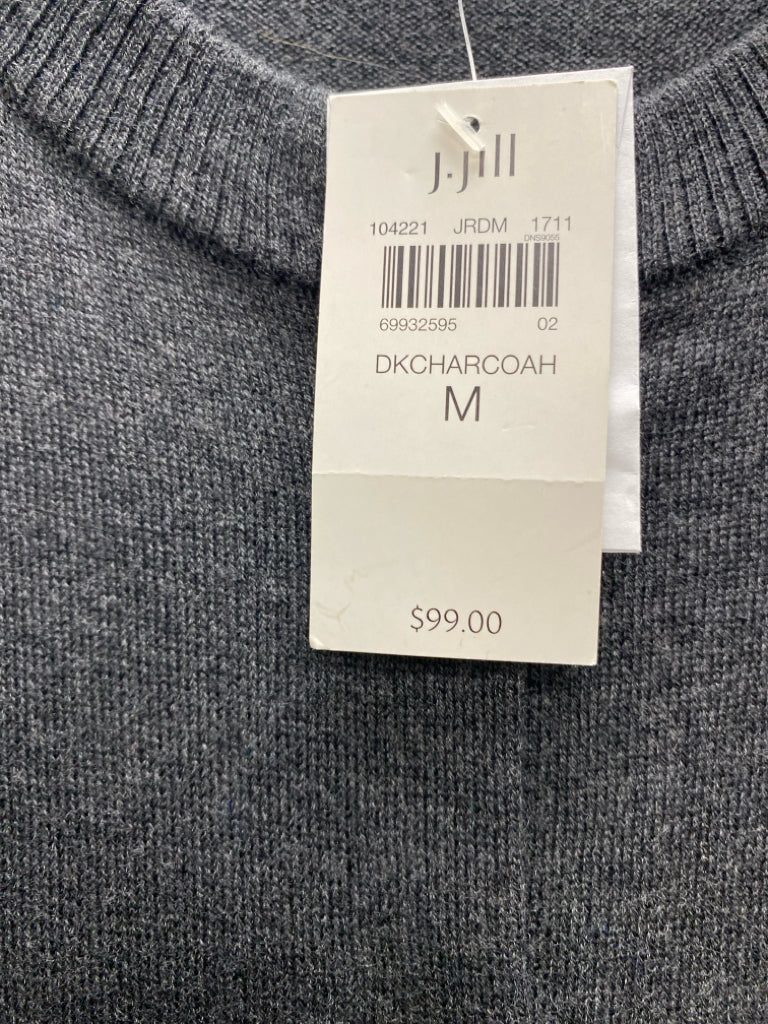 j.jill
104221 JRDM 1711
DNS9055
69932595 02
DKCHARCOAH
M
$99.00